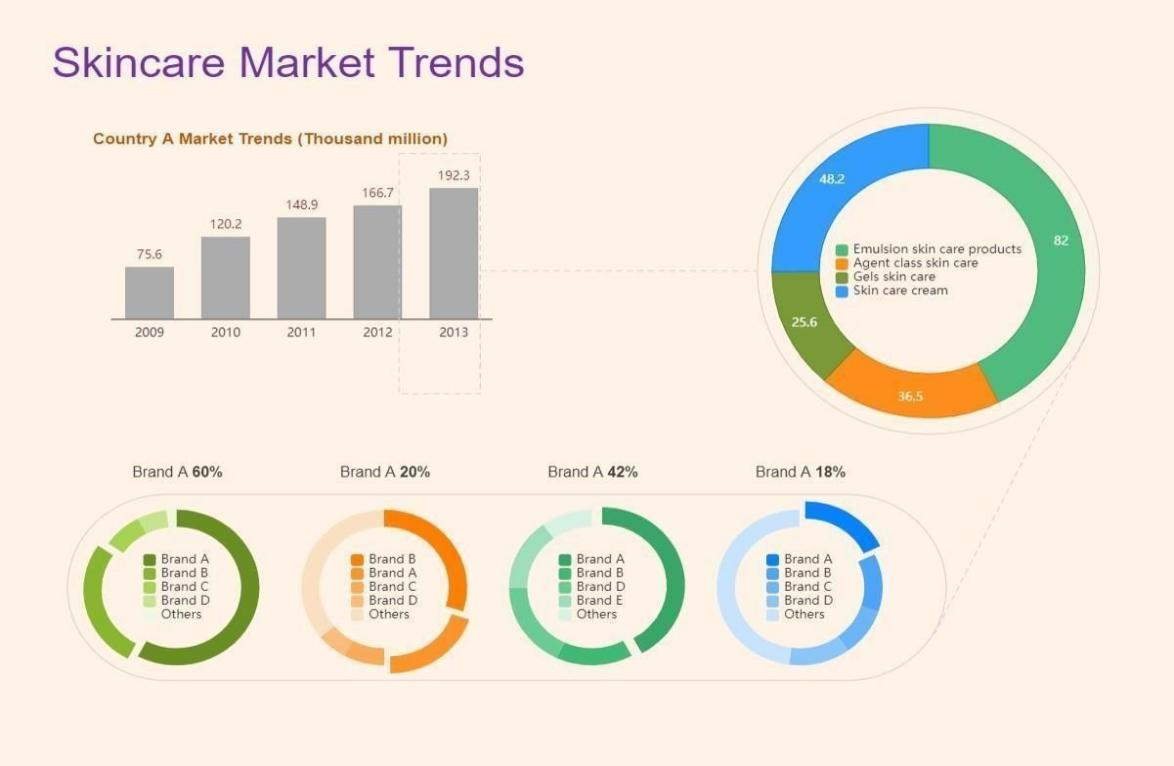 Skincare Market Trends
Country A Market Trends (Thousand million)
75.6
120.2
148.9
166.7
192.3
2009
2010
2011
2012
2013
48.2
82
25.6
36.5
Emulsion skin care products
Agent class skin care
Gels skin care
Skin care cream
Brand A 60%
Brand A
Brand B
Brand C
Brand D
Others
Brand A 20%
Brand B
Brand A
Brand C
Brand D
Others
Brand A 42%
Brand A
Brand B
Brand D
Brand E
Others
Brand A 18%
Brand A
Brand B
Brand C
Brand D
Others